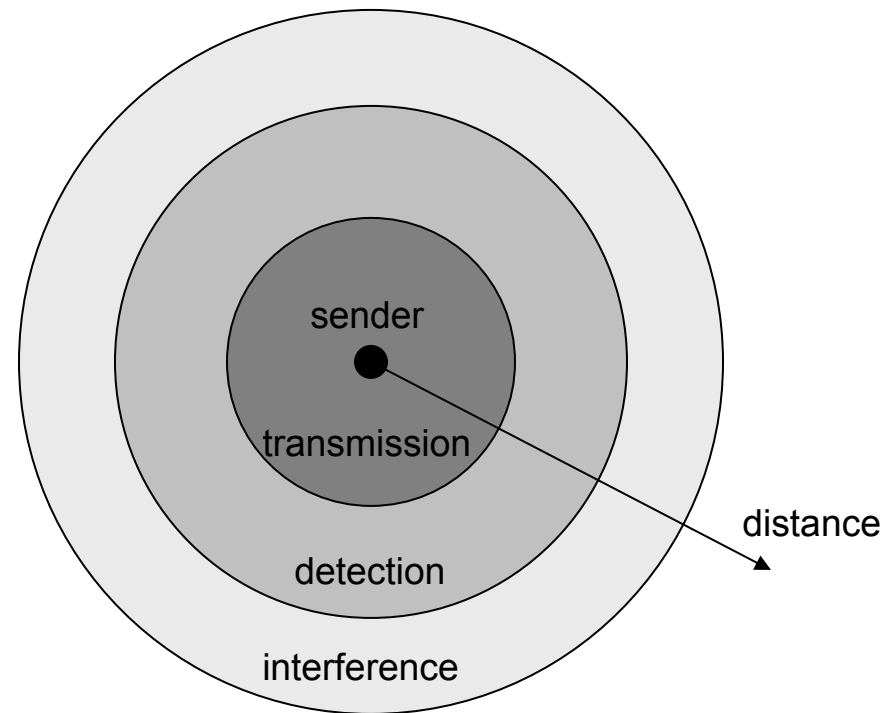 sender
transmission
distance
detection
interference